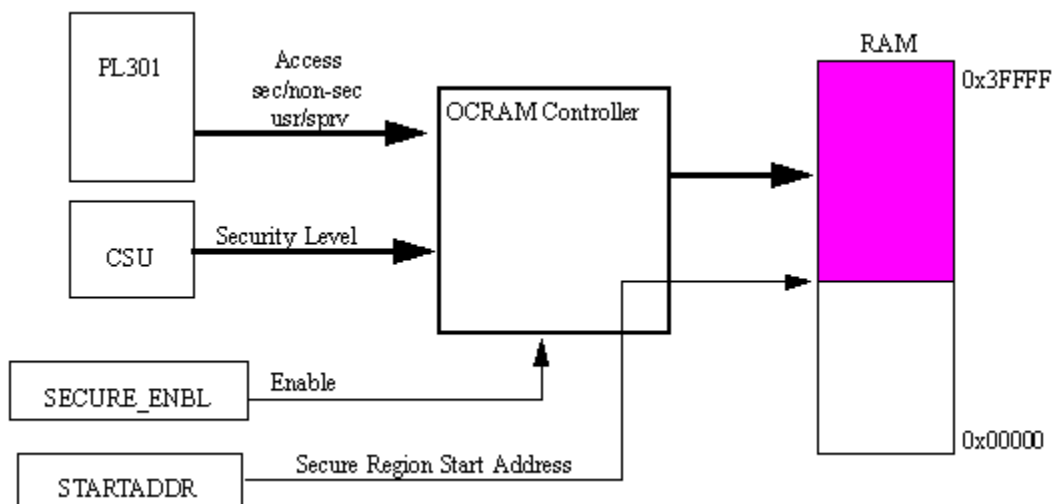 RAM
PL301
Access
sec/non-sec
usr/sprv
OCRAM Controller
0x3FFFF
CSU
Security Level
SECURE_ENBL
Enable
0x00000
STARTADDR
Secure Region Start Address